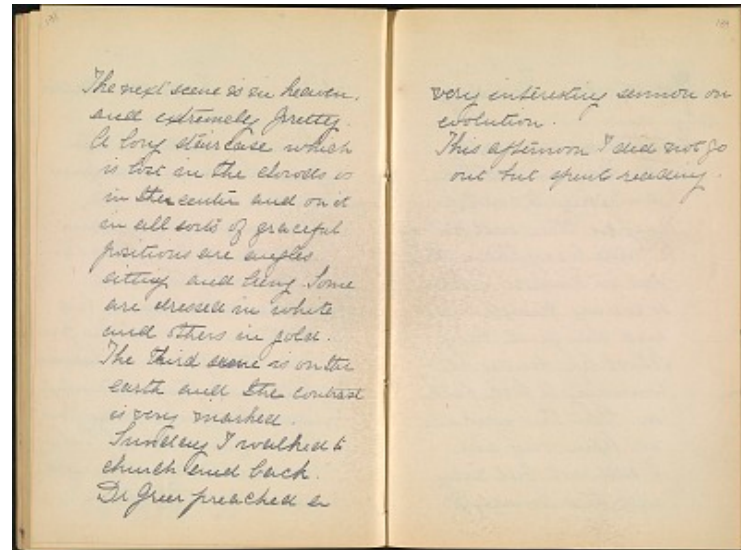 188
The next scene is in heaven,
and extremely pretty.
A long staircase which
is lost in the clouds is
in the center and on it
in all sorts of graceful
positions are angles
sitting and lieng. Some
are dressed in white
and others in gold.
The third scene is on the
earth and the contrast
is very marked.
Sunday I walked to
church and back.
Dr Greer preached a
189
very interesting sermon on
evolution.
This afternoon I did not go
out but spent reading.